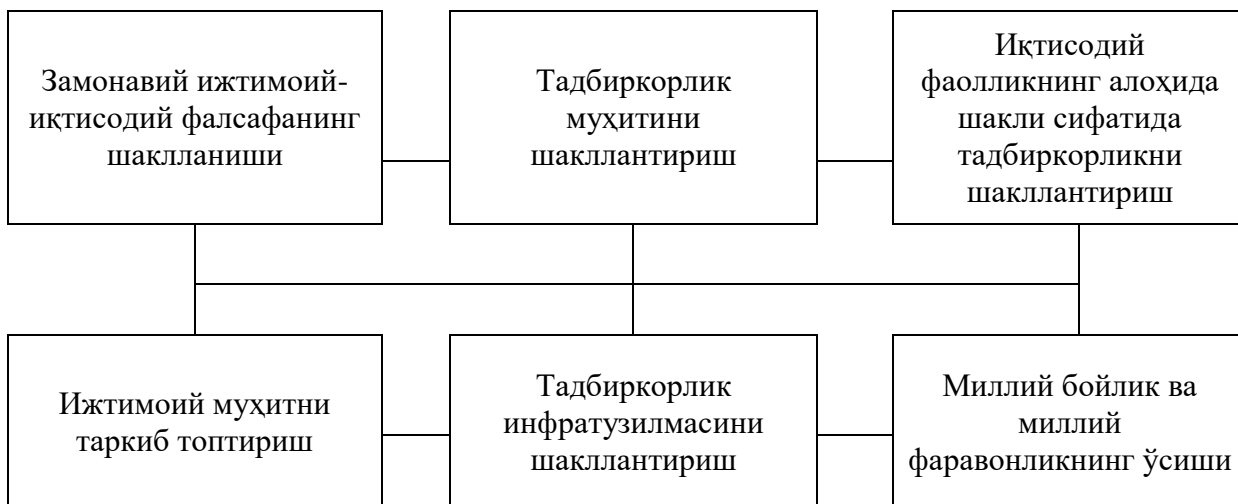 Замонавий ижтимоий-
иқтисодий фалсафанинг
шаклланиши
Тадбиркорлик
муҳитини
шакллантириш
Иқтисодий
фаолликнинг алоҳида
шакли сифатида
тадбиркорликни
шакллантириш
Ижтимоий муҳитни
таркиб топтириш
Тадбиркорлик
инфратузилмасини
шакллантириш
Миллий бойлик ва
миллий
фаравонликнинг ўсиши